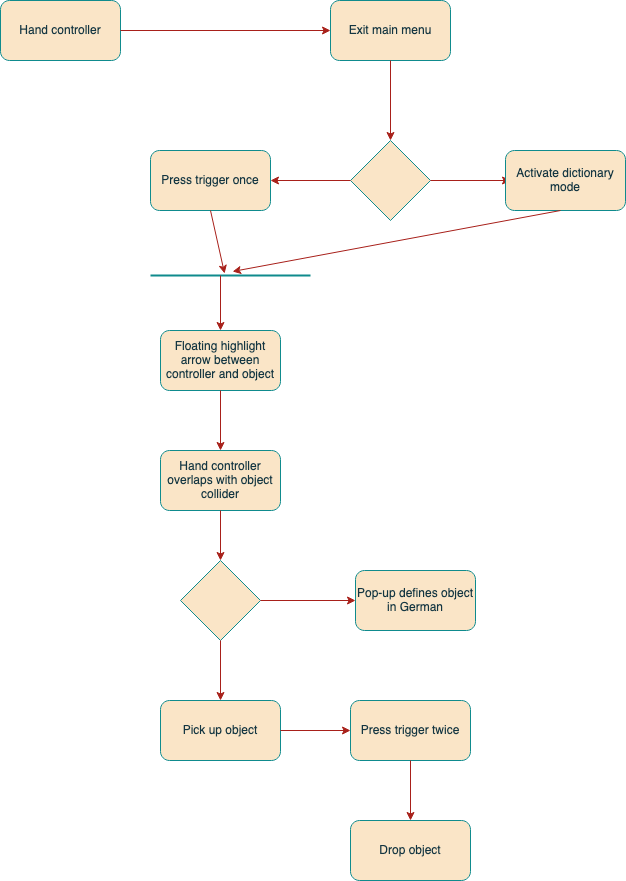 Hand controller
Exit main menu
Press trigger once
Activate dictionary
mode
Floating highlight
arrow between
controller and object
Hand controller
overlaps with object
collider
Pop-up defines object
in German
Pick up object
Press trigger twice
Drop object